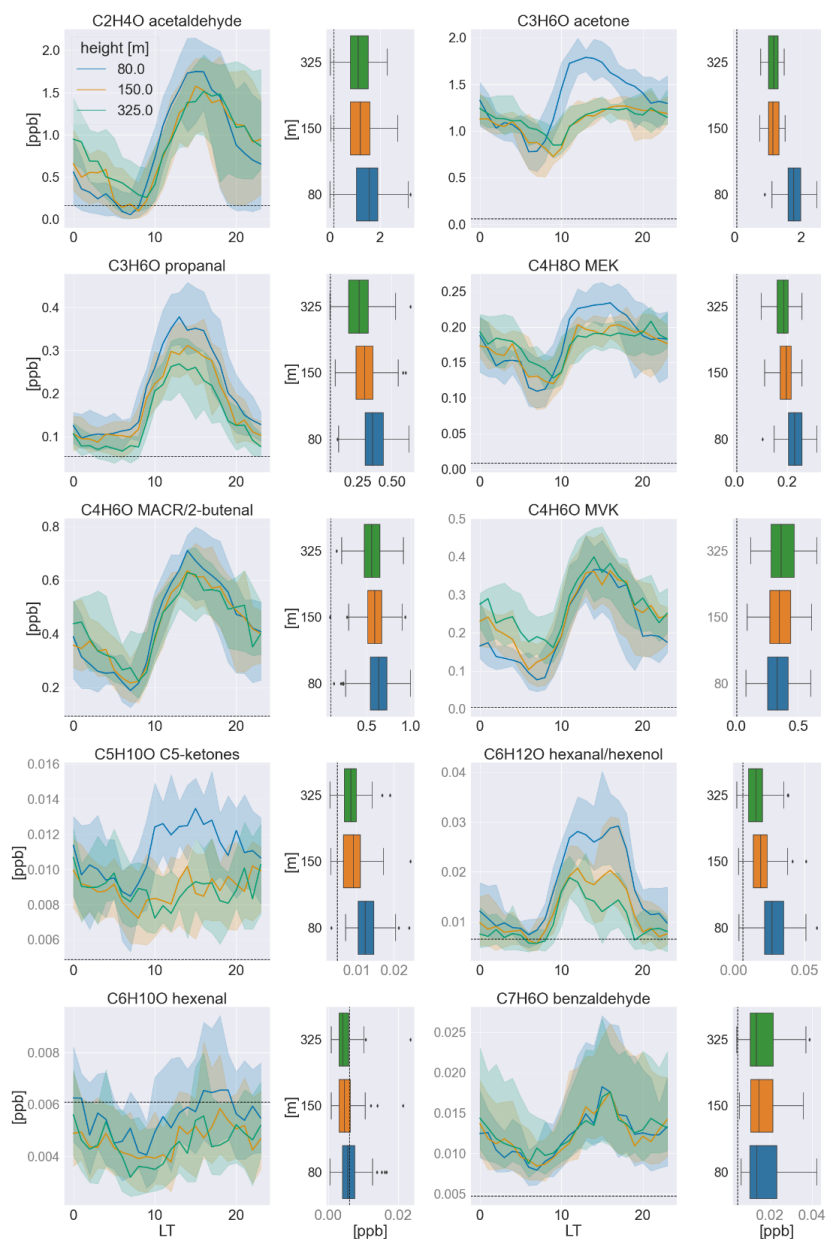 C2H4O acetaldehyde
height [m]
80.0
150.0
325.0
[ppb]
2.0
1.5
1.0
0.5
0.0
0 10 20
[m]
325
150
80
0 2
C3H6O acetone
2.0
1.5
1.0
0.5
0.0
0 10 20
325
150
80
0 2
C3H6O propanal
[ppb]
0.4
0.3
0.2
0.1
0 10 20
[m]
325
150
80
0.25 0.50
C4H8O MEK
0.25
0.20
0.15
0.10
0.05
0.00
0 10 20
325
150
80
0.0 0.2
C4H6O MACR/2-butenal
[ppb]
0.8
0.6
0.4
0.2
0 10 20
[m]
325
150
80
0.5 1.0
C4H6O MVK
0.5
0.4
0.3
0.2
0.1
0.0
0 10 20
325
150
80
0.0 0.5
C5H10O C5-ketones
[ppb]
0.016
0.014
0.012
0.010
0.008
0.006
0 10 20
[m]
325
150
80
0.01 0.02
C6H12O hexanal/hexenol
0.04
0.03
0.02
0.01
0 10 20
325
150
80
0.00 0.05
C6H10O hexenal
[ppb]
0.008
0.006
0.004
0 10 20
LT
[m]
325
150
80
0.00 0.02
[ppb]
C7H6O benzaldehyde
0.025
0.020
0.015
0.010
0.005
0 10 20
LT
325
150
80
0.02 0.04
[ppb]